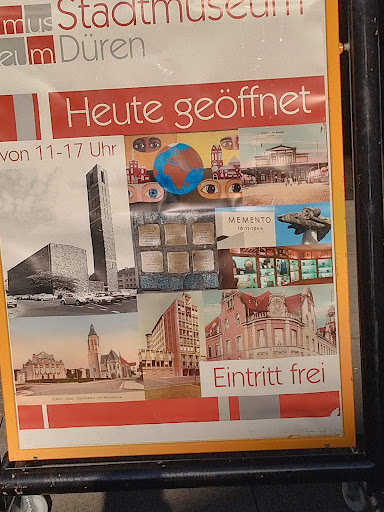 mus Stadtmuseum
eum Düren
Heute geöffnet
von 11-17 Uhr
MEMENTO
16·11·1944
Eintritt frei